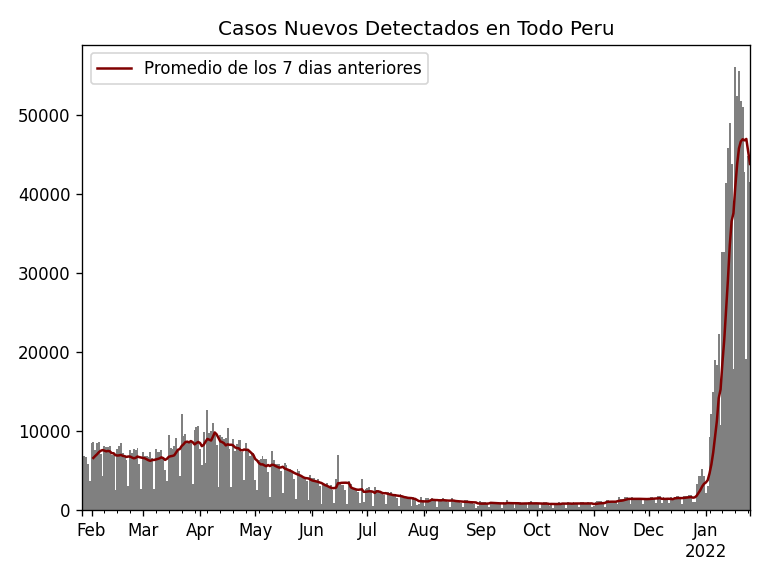 Casos Nuevos Detectados en Todo Peru
Promedio de los 7 dias anteriores
50000
40000
30000
20000
10000
0
Feb Mar Apr May Jun Jul Aug Sep Oct Nov Dec Jan
2022